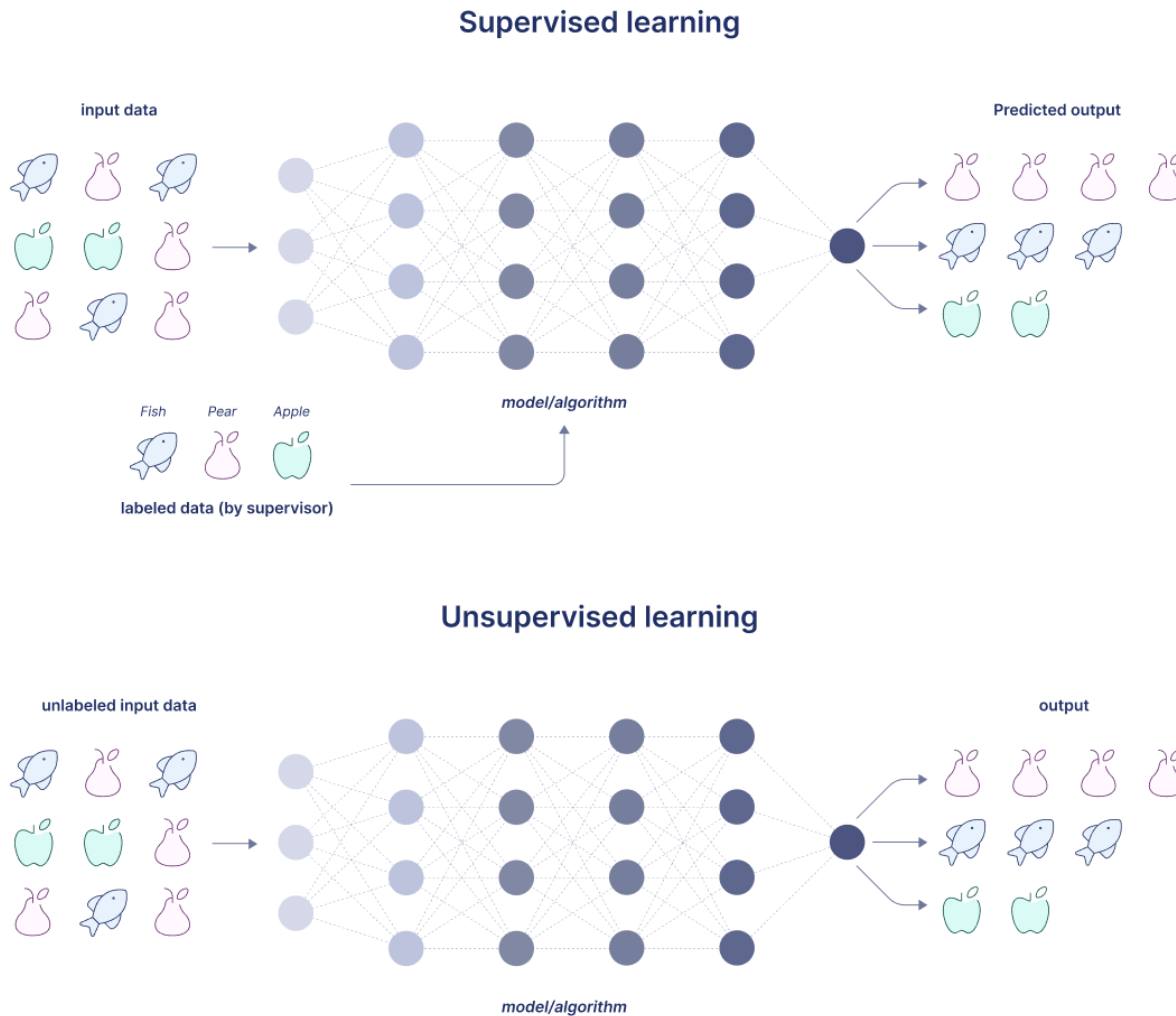 Supervised learning
input data
Predicted output
model/algorithm
Fish
Pear
Apple
labeled data (by supervisor)
Unsupervised learning
unlabeled input data
output
model/algorithm